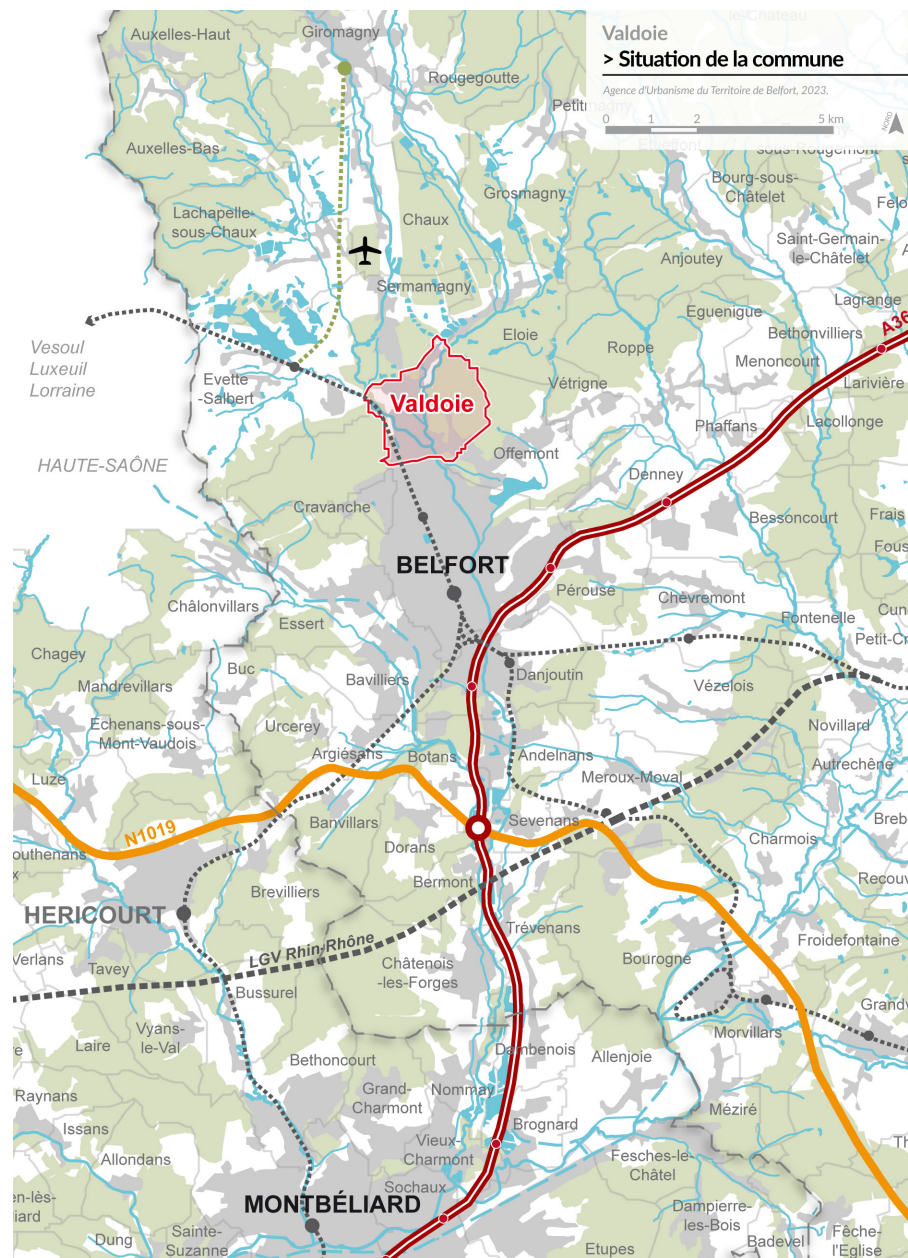 Valdoie
> Situation de la commune
Agence d'Urbanisme du Territoire de Belfort, 2023.
0 1 2 5 km
NORD
Auxelles-Haut
Giromagny
Rougegoutte
Auxelles-Bas
Grosmagny
Bourg-sous-
Châtelet
Lachapelle-
sous-Chaux
Chaux
Saint-Germain-
le-Châtelet
Anjoutey
Sermamagny
Lagrange
Eguenigue
Bethonvilliers
A36
Eloie
Roppe
Menoncourt
Vesoul
Luxeuil
Lorraine
Evette
-Salbert
Vétrigne
Larivière
Valdoie
Lacollonge
Phaffans
HAUTE-SAÔNE
Offemont
Denney
Cravanche
Bessoncourt
Frais
BELFORT
Pérouse
Chèvremont
Châlonvillars
Essert
Fontenelle
Chagey
Buc
Bavilliers
Danjoutin
Mandrevillars
Vézelois
Echenans-sous-
Mont-Vaudois
Urcerey
Novillard
Argiésans
Botans
Andelnans
Autrechêne
Luze
Meroux-Moval
N1019
Banvillars
Sevenans
Dorans
Charmois
Bermont
Brevilliers
HERICOURT
Trévenans
LGV Rhin-Rhône
Froidefontaine
Verlans
Tavey
Châtenois
-les-Forges
Bourogne
Bussurel
Vyans-
le-Val
Laire
Morvillars
Dambenois
Bethoncourt
Allenjoie
Grand-
Charmont
Nommay
Raynans
Méziré
Issans
Brognard
Vieux-
Charmont
Allondans
Fesches-le-
Châtel
Sochaux
MONTBÉLIARD
Dampierre-
les-Bois
Dung
Sainte-
Suzanne
Etupes
Badevel
Fêche-
l'Eglise